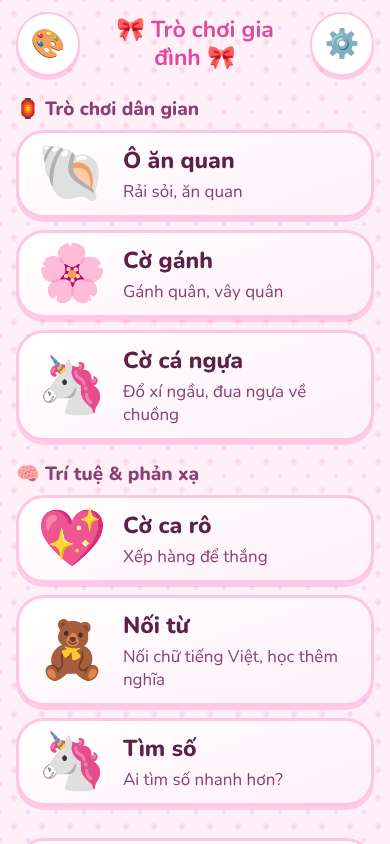 Trò chơi gia
đình
Trò chơi dân gian
Ô ăn quan
Rải sỏi, ăn quan
Cờ gánh
Gánh quân, vây quân
Cờ cá ngựa
Đổ xí ngầu, đua ngựa về
chuồng
Trí tuệ & phản xạ
Cờ ca rô
Xếp hàng để thắng
Nối từ
Nối chữ tiếng Việt, học thêm
nghĩa
Tìm số
Ai tìm số nhanh hơn?